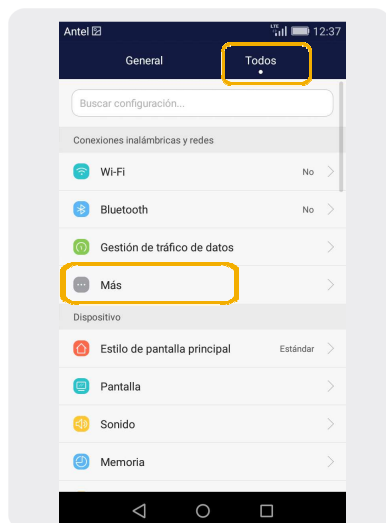 Antel LTE 12:37
General Todos
Buscar configuración...
Conexiones inalámbricas y redes
Wi-Fi No
Bluetooth No
Gestión de tráfico de datos
Más
Dispositivo
Estilo de pantalla principal Estándar
Pantalla
Sonido
Memoria